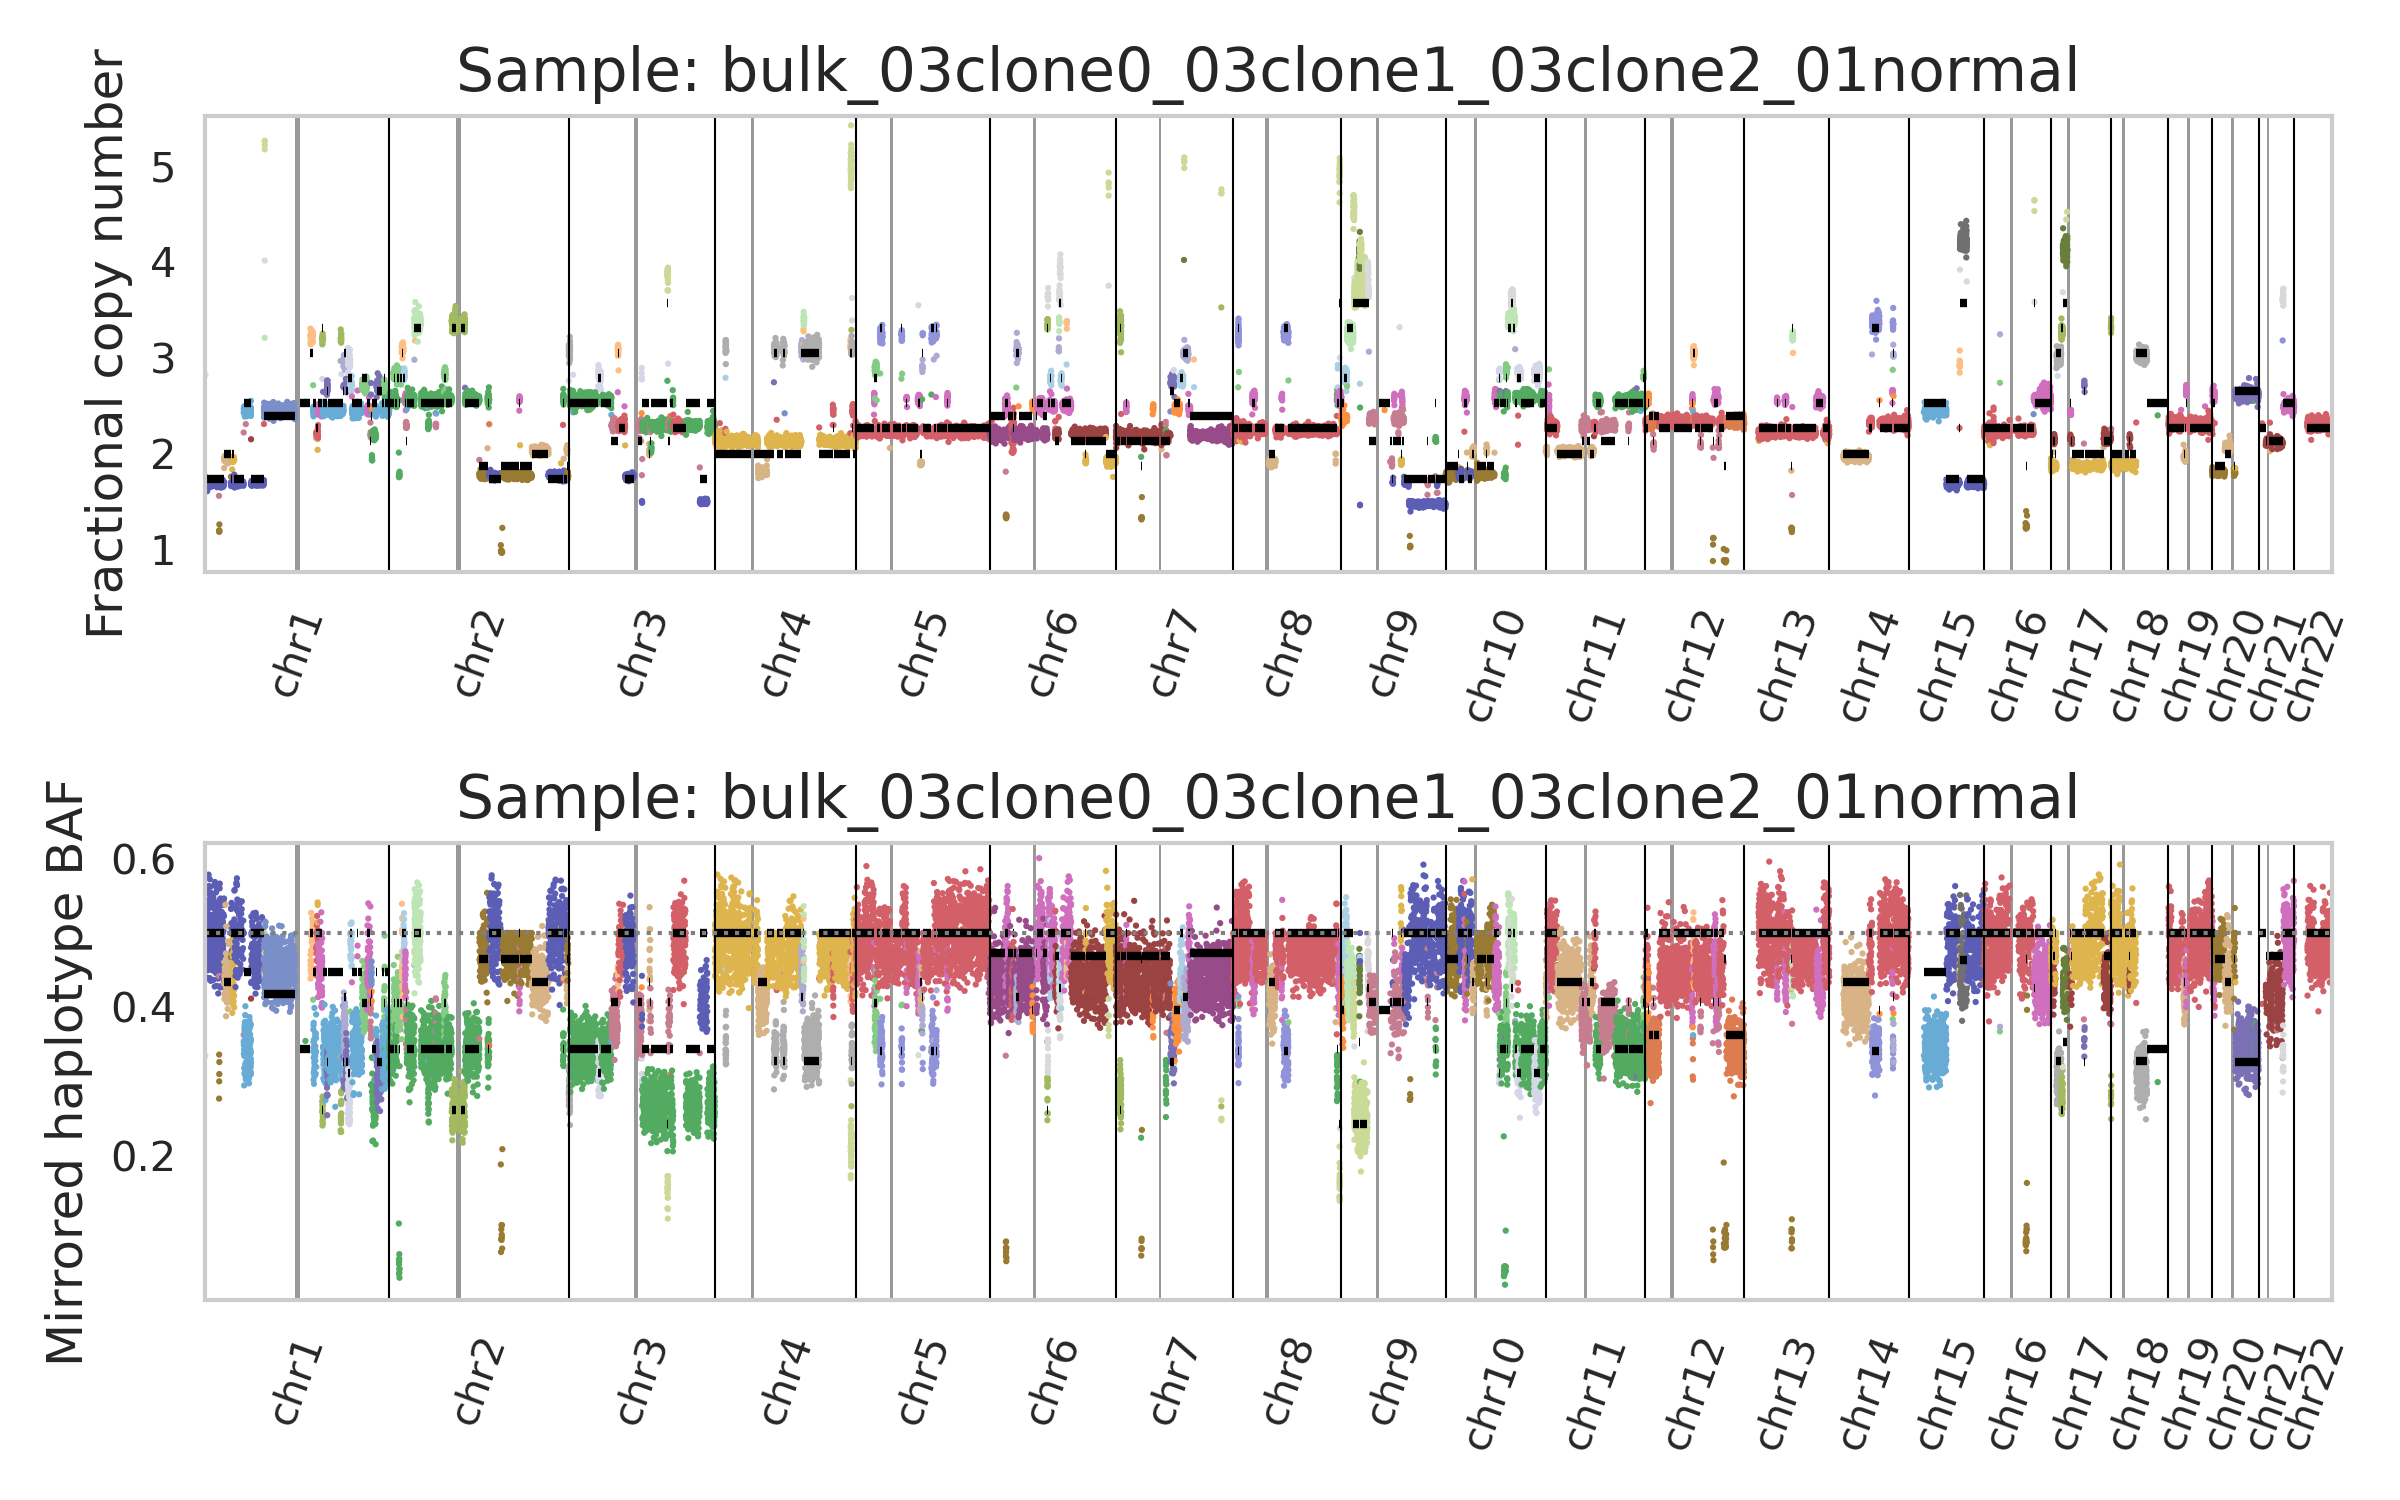 Sample: bulk_03clone0_03clone1_03clone2_01normal
Fractional copy number
5
4
3
2
1
chr1 chr2 chr3 chr4 chr5 chr6 chr7 chr8 chr9 chr10 chr11 chr12 chr13 chr14 chr15 chr16 chr17 chr18 chr19 chr20 chr21 chr22
Sample: bulk_03clone0_03clone1_03clone2_01normal
Mirrored haplotype BAF
0.6
0.4
0.2
chr1 chr2 chr3 chr4 chr5 chr6 chr7 chr8 chr9 chr10 chr11 chr12 chr13 chr14 chr15 chr16 chr17 chr18 chr19 chr20 chr21 chr22